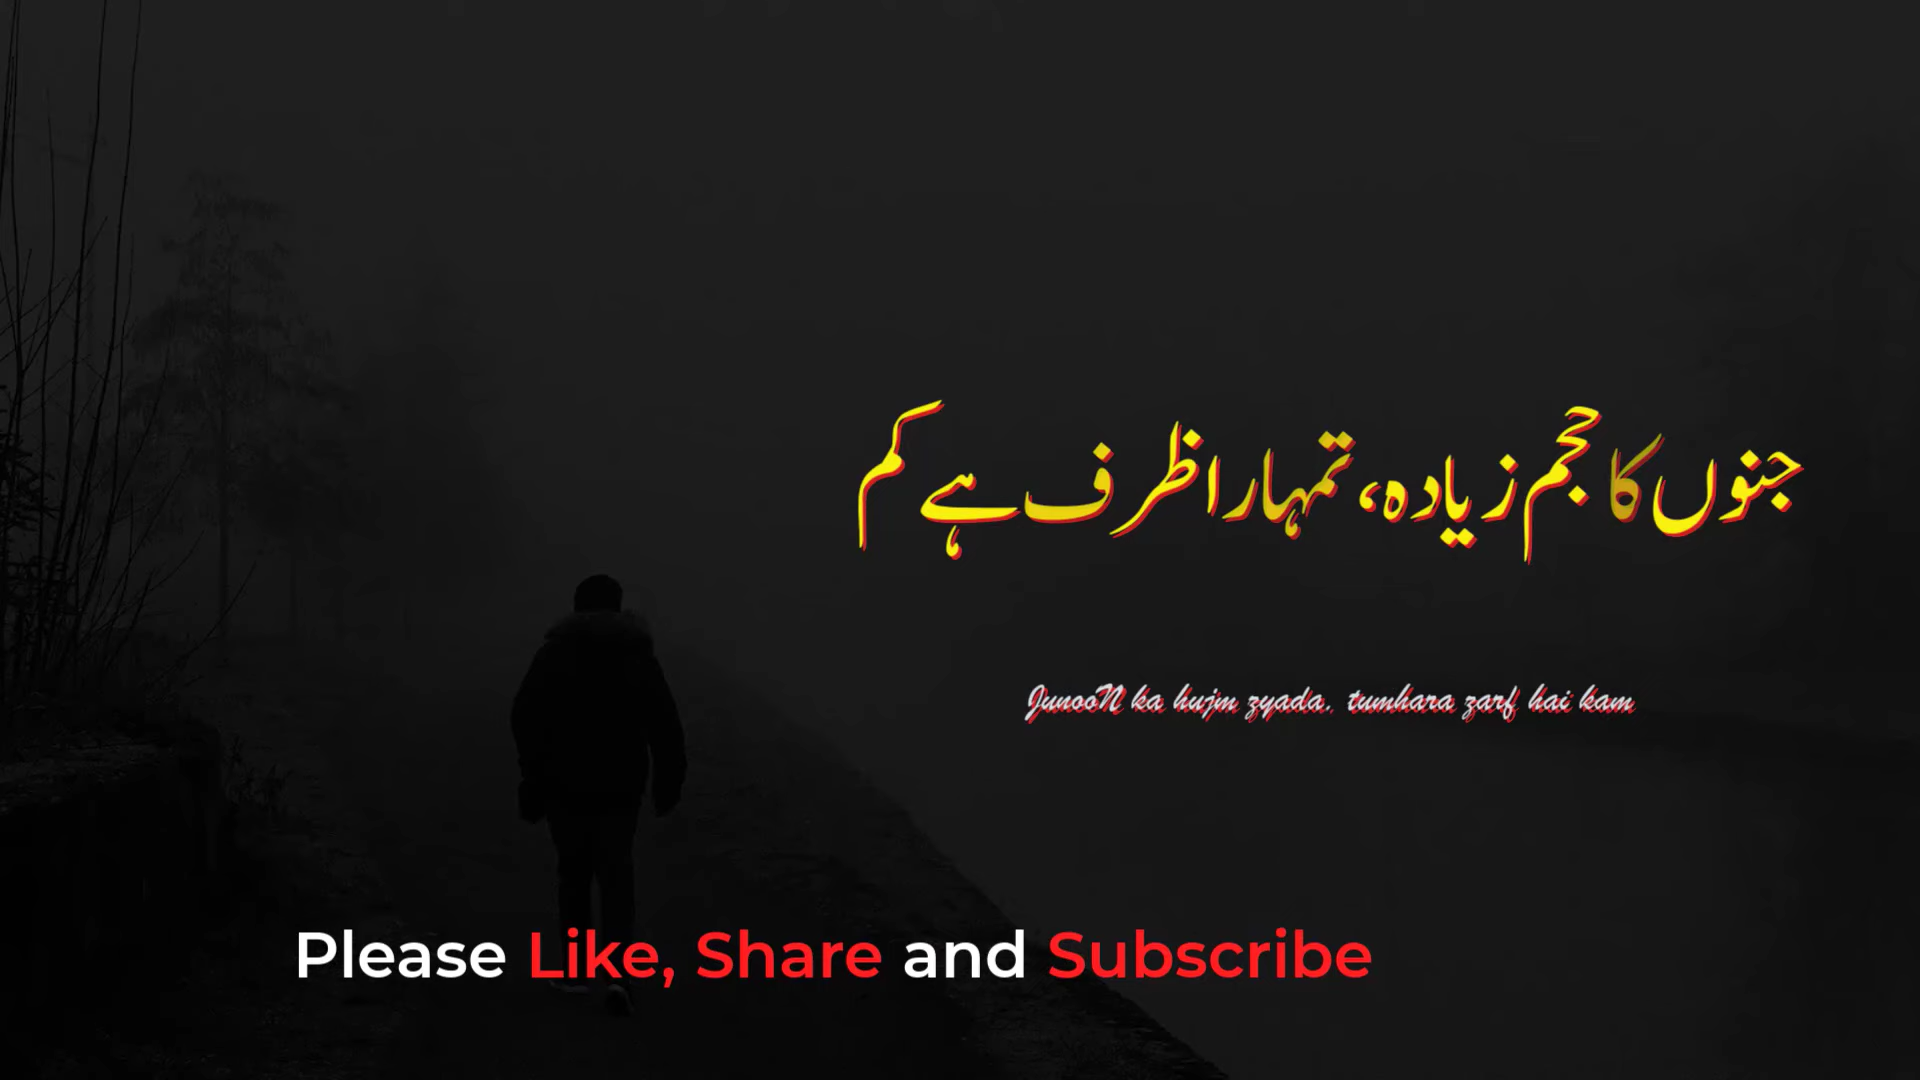 جنوں کا حجم زیادہ، تمہارا ظرف ہے کم
JunooN ka hujm zyada. tumhara zarf hai kam
Please Like, Share and Subscribe